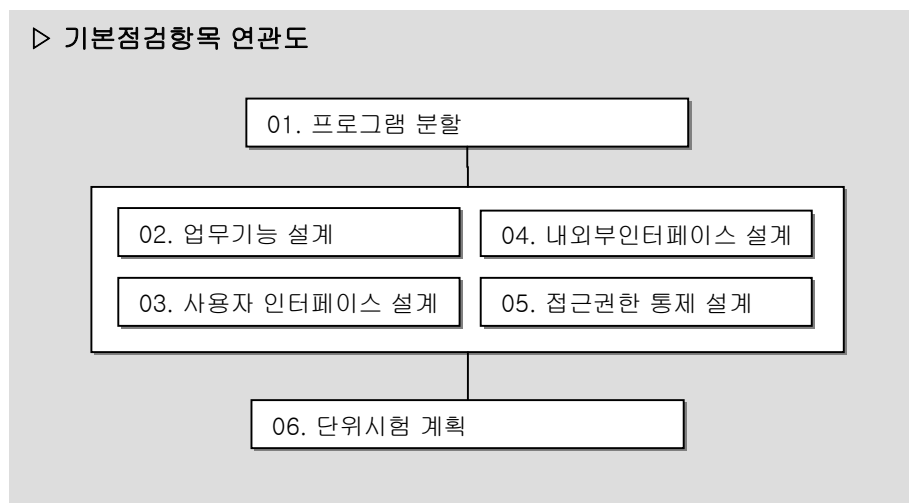 ▷ 기본점검항목 연관도
01. 프로그램 분할
02. 업무기능 설계
04. 내외부인터페이스 설계
03. 사용자 인터페이스 설계
05. 접근권한 통제 설계
06. 단위시험 계획